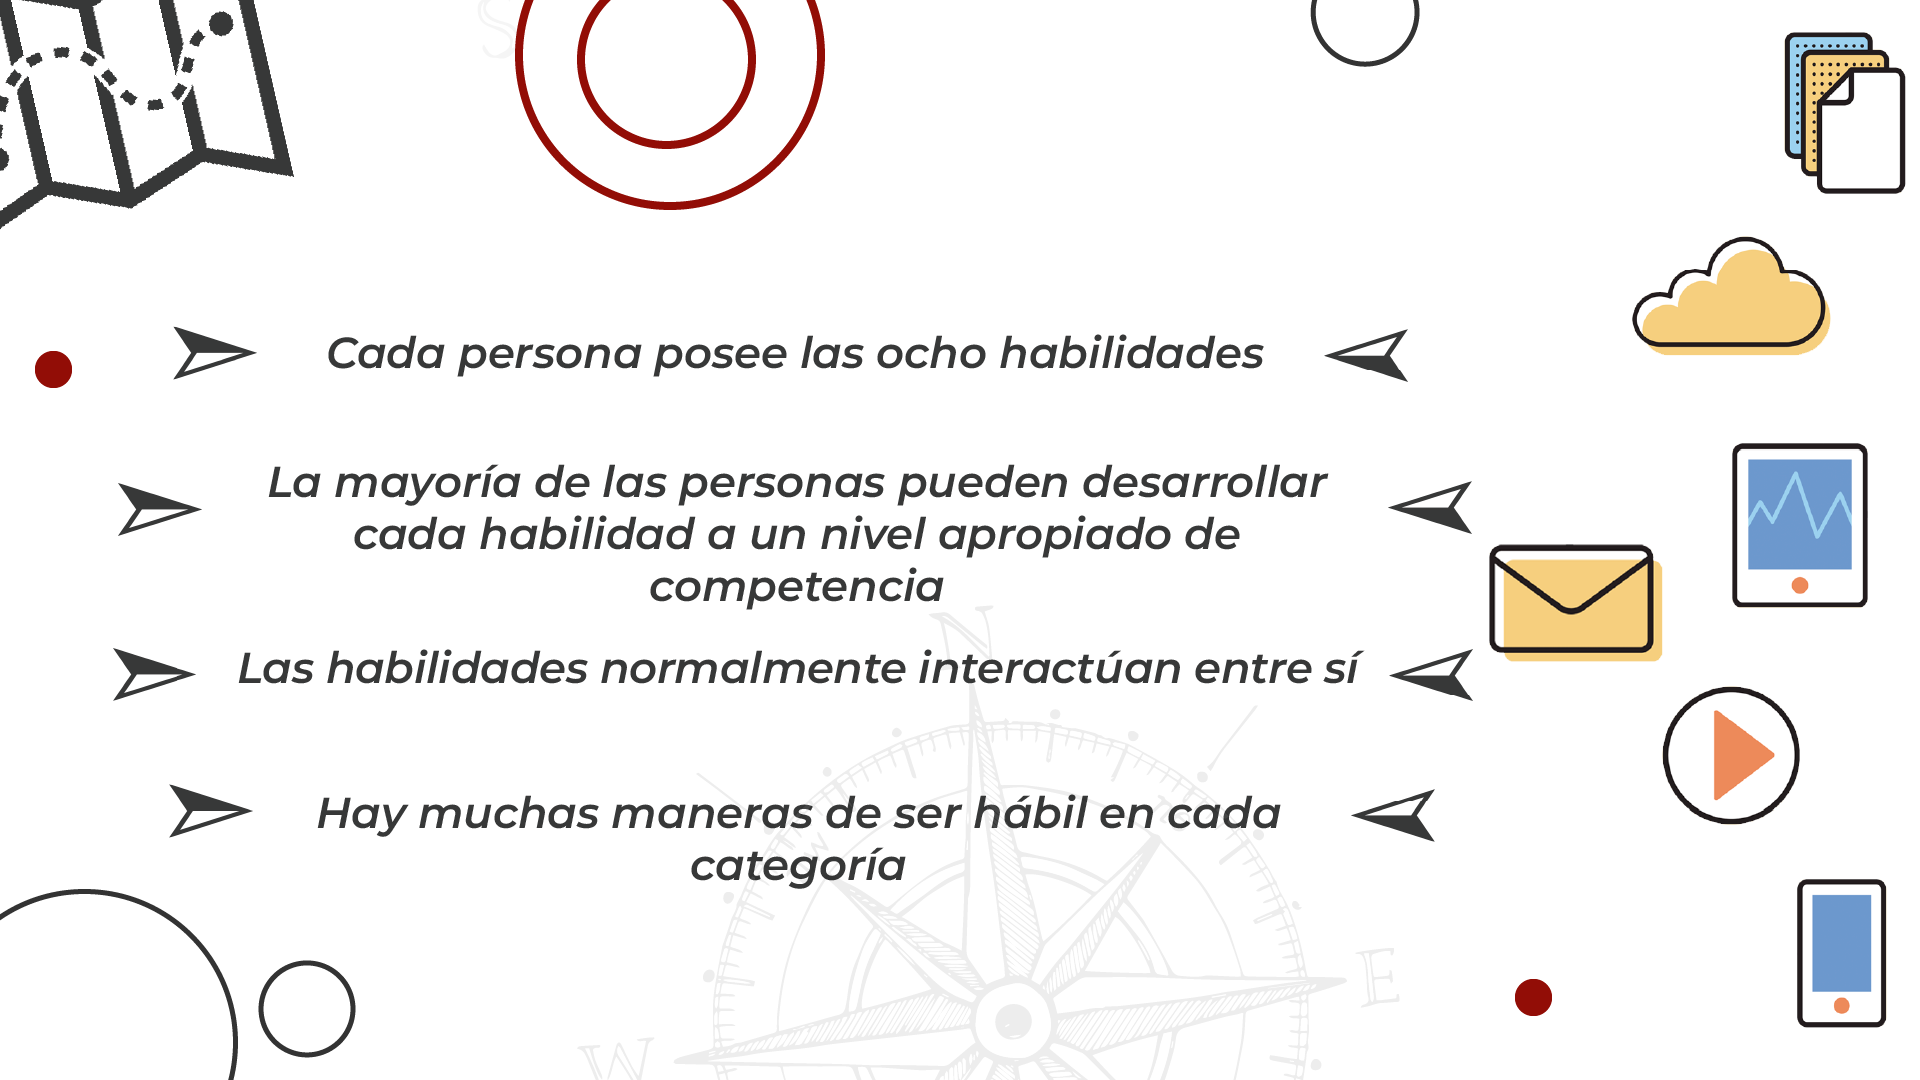 S
Cada persona posee las ocho habilidades
La mayoría de las personas pueden desarrollar
cada habilidad a un nivel apropiado de
competencia
N
Las habilidades normalmente interactúan entre sí
Hay muchas maneras de ser hábil en cada
categoría
E
W